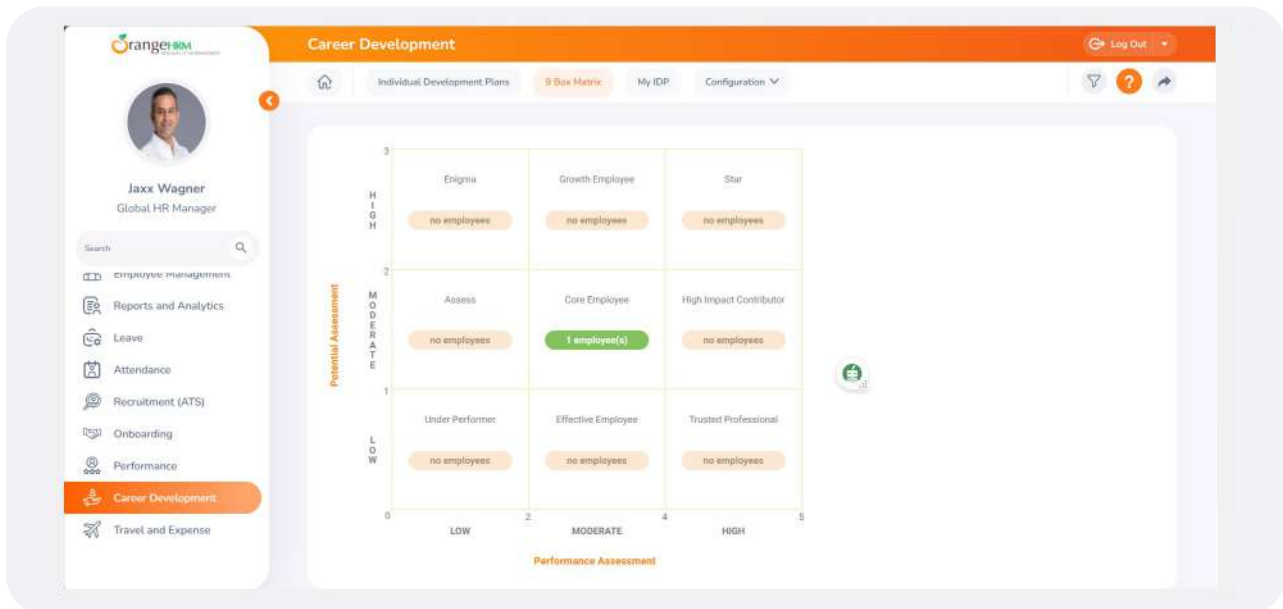 OrangeHRM
Career Development
Log Out
Individual Development Plans
9 Box Matrix
My IDP
Configuration
?
Jaxx Wagner
Global HR Manager
Search
Employee Management
Reports and Analytics
Leave
Attendance
Recruitment (ATS)
Onboarding
Performance
Career Development
Travel and Expense
Potential Assessment
3
HIGH
Enigma
Growth Employee
Star
no employees
no employees
no employees
2
MODERATE
Assess
Core Employee
High Impact Contributor
no employees
1 employee(s)
no employees
1
LOW
Under Performer
Effective Employee
Trusted Professional
no employees
no employees
no employees
0
2
4
5
LOW
MODERATE
HIGH
Performance Assessment